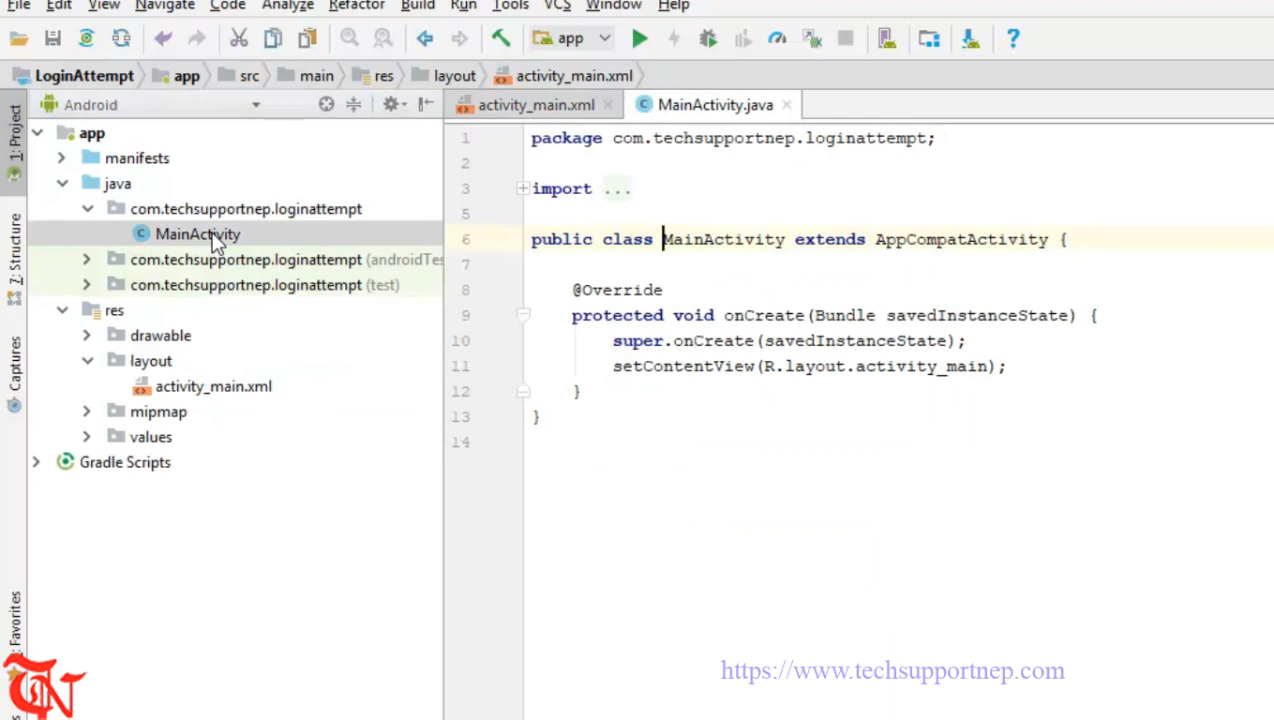 File Edit View Navigate Code Analyze Refactor Build Run Tools VCS Window Help
app
LoginAttempt app src main res layout activity_main.xml
1: Project
7: Structure
Captures
Favorites
Android
app
manifests
java
com.techsupportnep.loginattempt
MainActivity
com.techsupportnep.loginattempt (androidTes
com.techsupportnep.loginattempt (test)
res
drawable
layout
activity_main.xml
mipmap
values
Gradle Scripts
activity_main.xml MainActivity.java
1 package com.techsupportnep.loginattempt;
2
3 import ...
5
6 public class MainActivity extends AppCompatActivity {
7
8 @Override
9 protected void onCreate(Bundle savedInstanceState) {
10 super.onCreate(savedInstanceState);
11 setContentView(R.layout.activity_main);
12 }
13 }
14
TN
https://www.techsupportnep.com